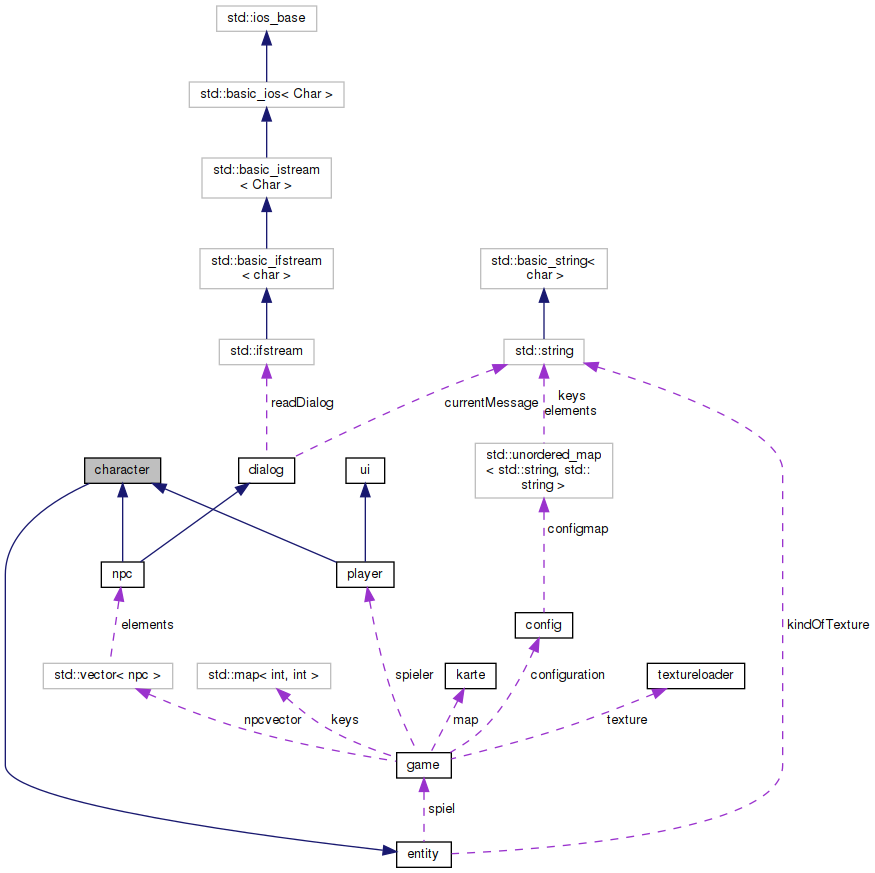 std::ios_base
std::basic_ios< Char >
std::basic_istream
< Char >
std::basic_ifstream
< char >
std::basic_string<
char >
std::ifstream
std::string
readDialog
currentMessage
keys
elements
character
dialog
ui
std::unordered_map
< std::string, std::
string >
configmap
npc
player
elements
config
kindOfTexture
std::vector< npc >
std::map< int, int >
spieler
karte
configuration
textureloader
npcvector
keys
map
texture
game
spiel
entity